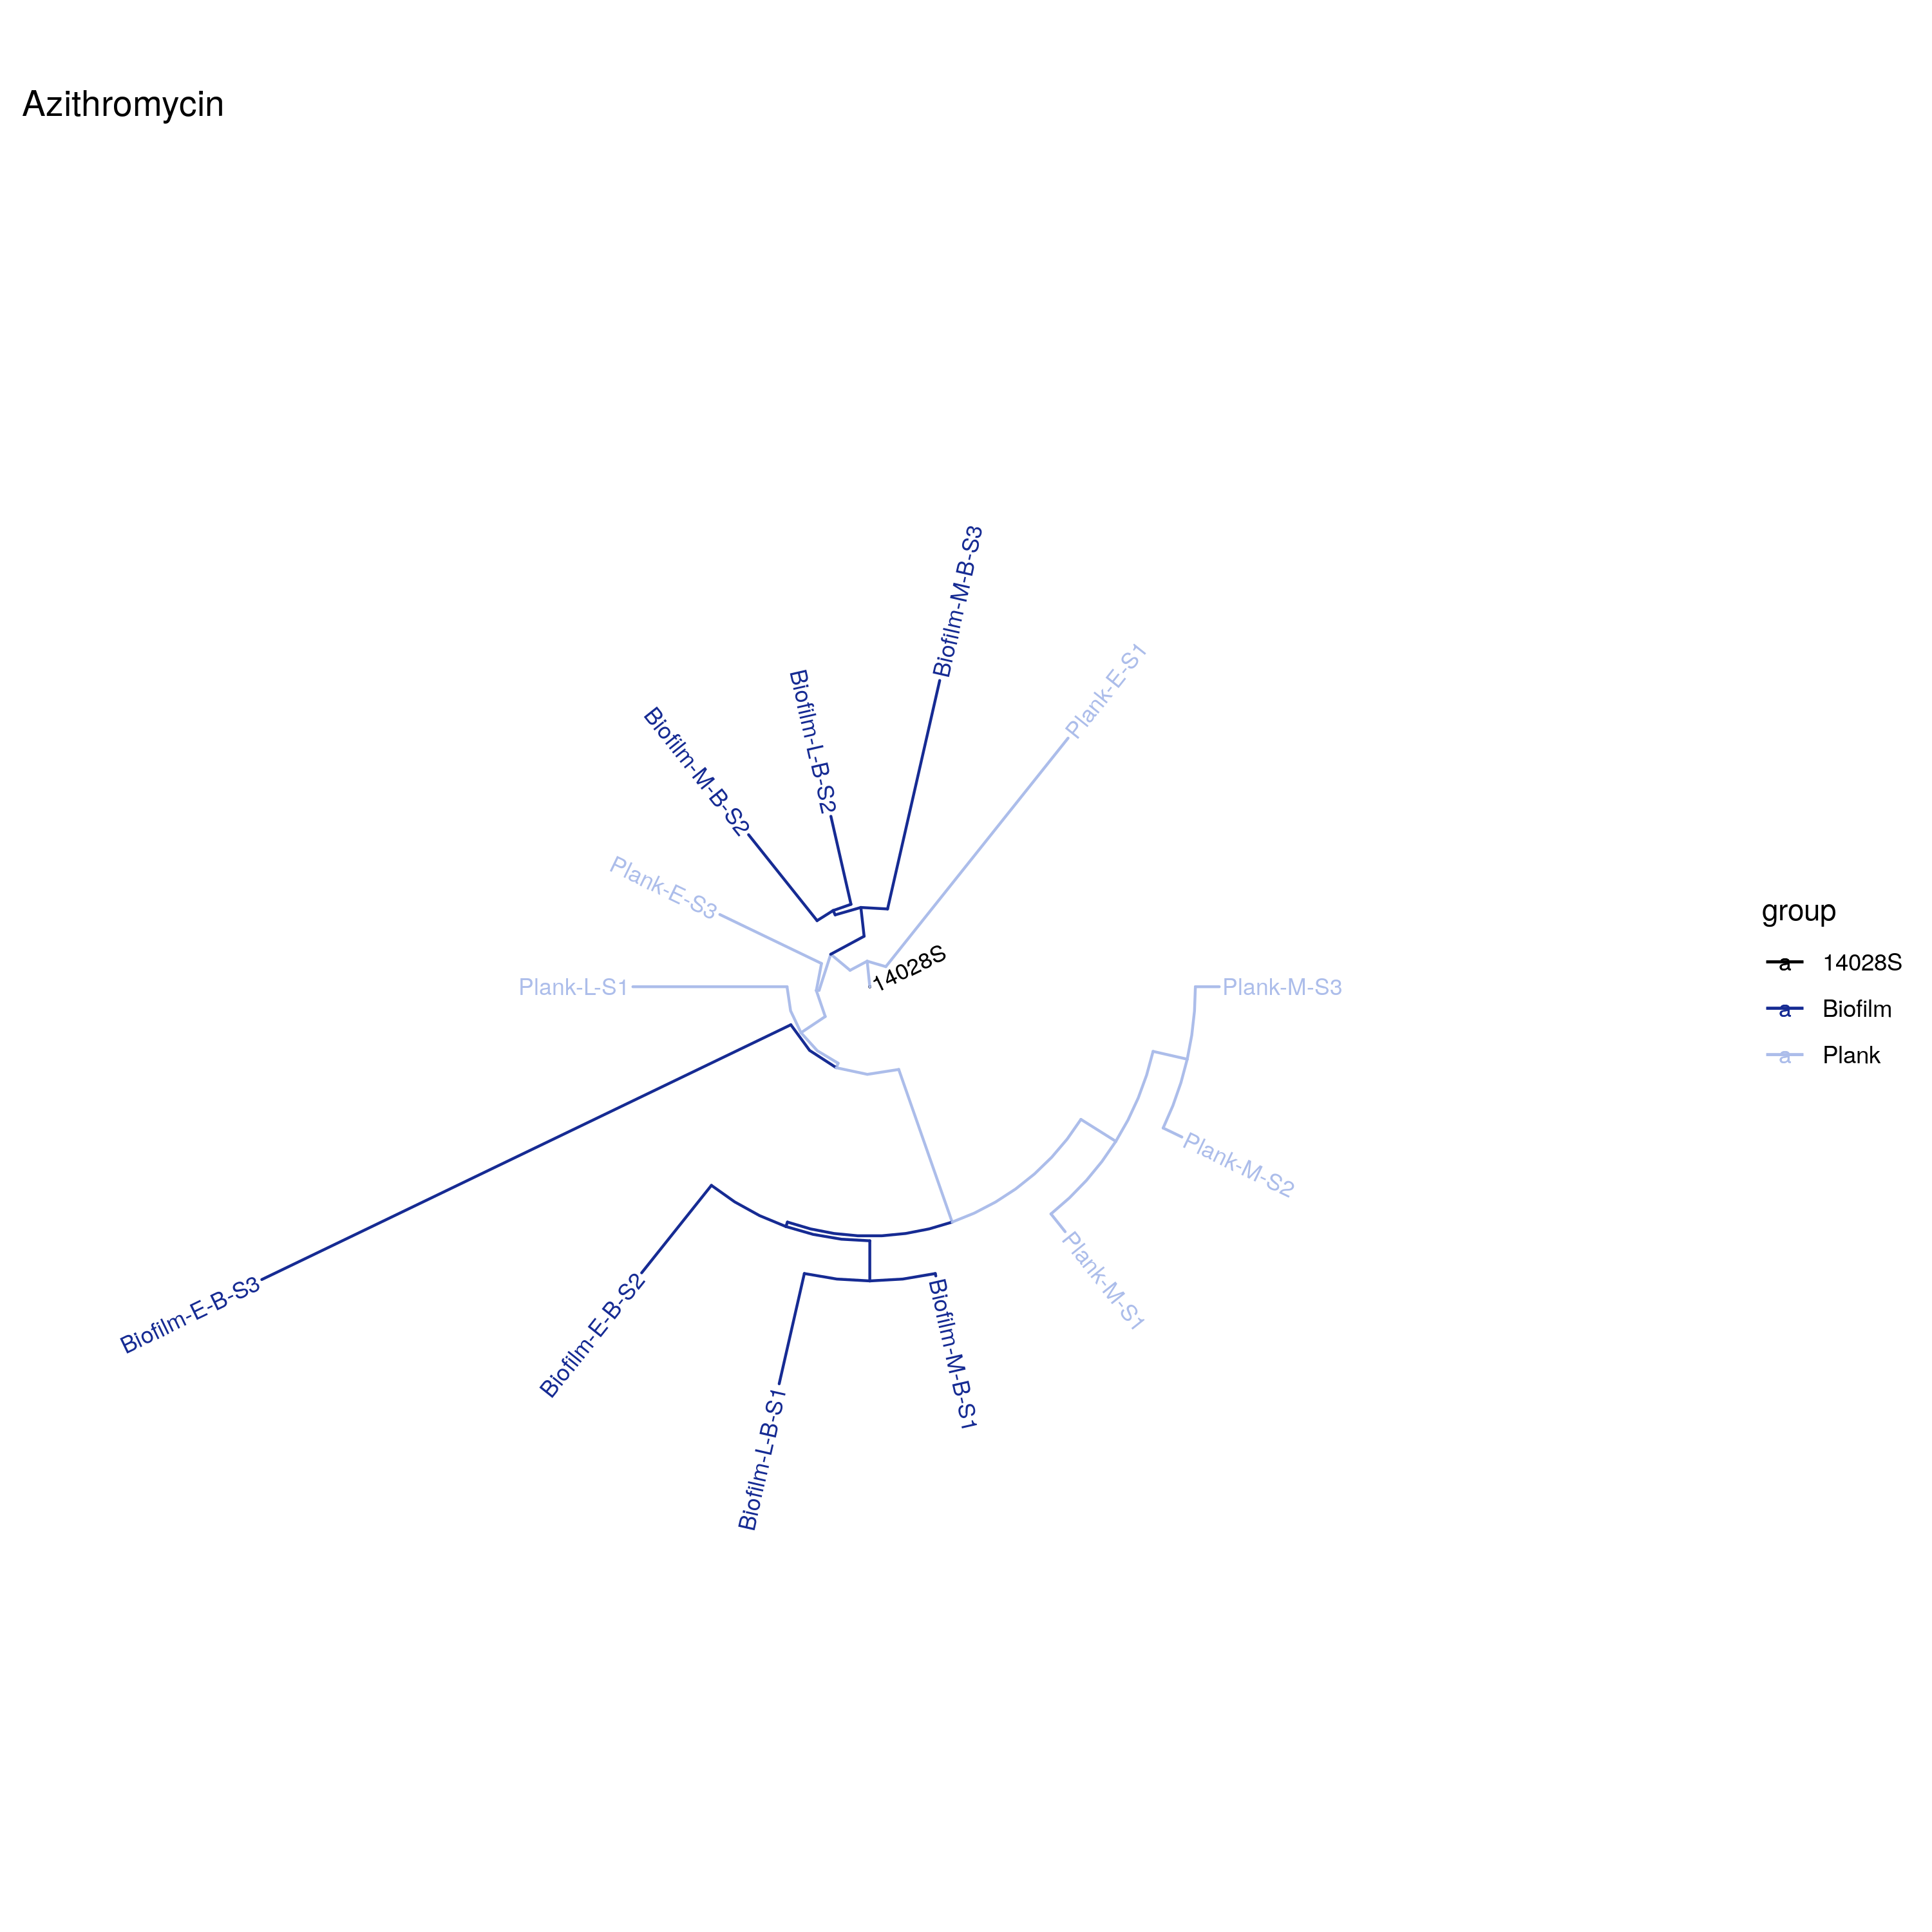 Azithromycin
Biofilm-M-B-S3
Plank-E-S1
Biofilm-L-B-S2
Biofilm-M-B-S2
Plank-E-S3
14028S
Plank-L-S1
Plank-M-S3
Plank-M-S2
Plank-M-S1
Biofilm-E-B-S3
Biofilm-E-B-S2
Biofilm-M-B-S1
Biofilm-L-B-S1
group
a 14028S
a Biofilm
a Plank